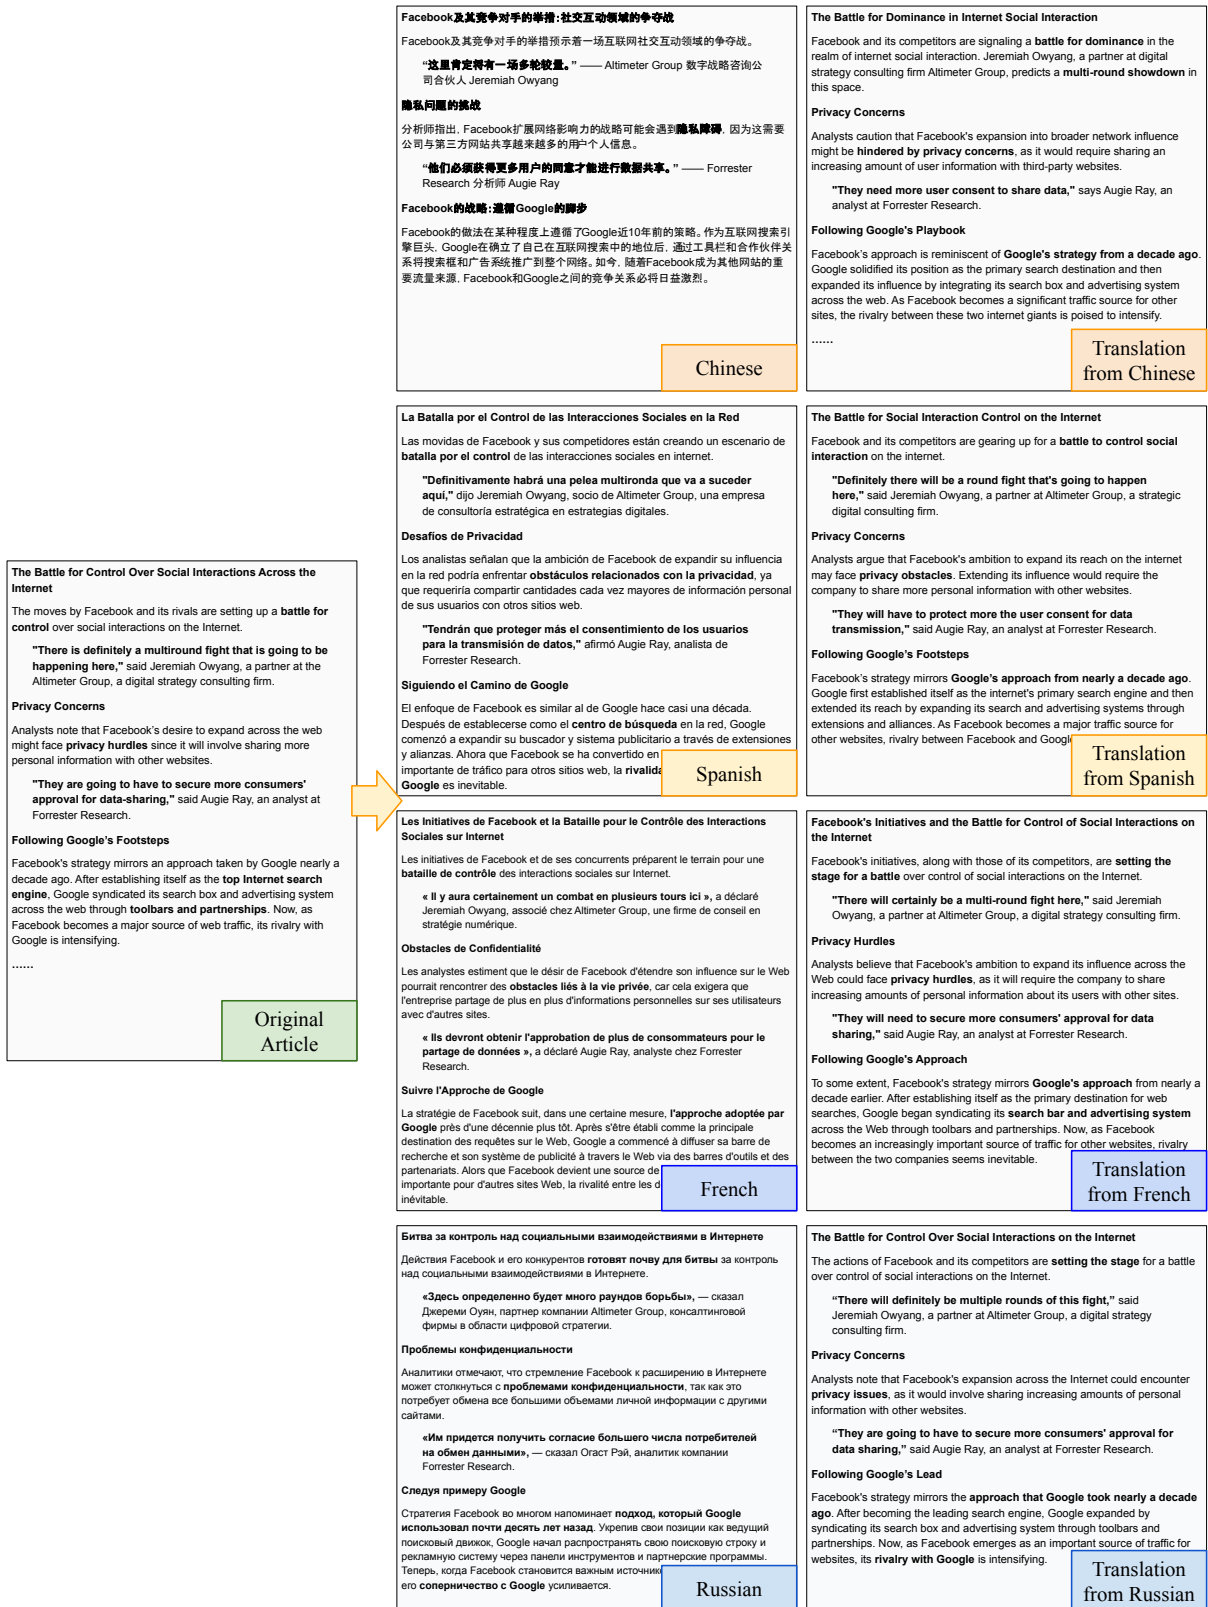 The Battle for Control Over Social Interactions Across the
Internet
The moves by Facebook and its rivals are setting up a battle for
control over social interactions on the Internet.
"There is definitely a multiround fight that is going to be
happening here," said Jeremiah Owyang, a partner at the
Altimeter Group, a digital strategy consulting firm.
Privacy Concerns
Analysts note that Facebook's desire to expand across the web
might face privacy hurdles since it will involve sharing more
personal information with other websites.
"They are going to have to secure more consumers'
approval for data-sharing," said Augie Ray, an analyst at
Forrester Research.
Following Google's Footsteps
Facebook's strategy mirrors an approach taken by Google nearly a
decade ago. After establishing itself as the top Internet search
engine, Google syndicated its search box and advertising system
across the web through toolbars and partnerships. Now, as
Facebook becomes a major source of web traffic, its rivalry with
Google is intensifying.
......
Original
Article
Facebook及其竞争对手的举措:社交互动领域的争夺战
Facebook及其竞争对手的举措预示着一场互联网社交互动领域的争夺战。
“这里肯定将有一场多轮较量。” —— Altimeter Group 数字战略咨询公
司合伙人 Jeremiah Owyang
隐私问题的挑战
分析师指出, Facebook扩展网络影响力的战略可能会遇到隐私障碍, 因为这需要
公司与第三方网站共享越来越多的用户个人信息。
“他们必须获得更多用户的同意才能进行数据共享。” —— Forrester
Research 分析师 Augie Ray
Facebook的战略:遵循Google的脚步
Facebook的做法在某种程度上遵循了Google近10年前的策略。作为互联网搜索引
擎巨头, Google在确立了自己在互联网搜索中的地位后, 通过工具栏和合作伙伴关
系将搜索框和广告系统推广到整个网络。如今, 随着Facebook成为其他网站的重
要流量来源, Facebook和Google之间的竞争关系必将日益激烈。
Chinese
The Battle for Dominance in Internet Social Interaction
Facebook and its competitors are signaling a battle for dominance in the
realm of internet social interaction. Jeremiah Owyang, a partner at digital
strategy consulting firm Altimeter Group, predicts a multi-round showdown in
this space.
Privacy Concerns
Analysts caution that Facebook's expansion into broader network influence
might be hindered by privacy concerns, as it would require sharing an
increasing amount of user information with third-party websites.
"They need more user consent to share data," says Augie Ray, an
analyst at Forrester Research.
Following Google's Playbook
Facebook's approach is reminiscent of Google's strategy from a decade ago.
Google solidified its position as the primary search destination and then
expanded its influence by integrating its search box and advertising system
across the web. As Facebook becomes a significant traffic source for other
sites, the rivalry between these two internet giants is poised to intensify.
......
Translation
from Chinese
La Batalla por el Control de las Interacciones Sociales en la Red
Las movidas de Facebook y sus competidores están creando un escenario de
batalla por el control de las interacciones sociales en internet.
"Definitivamente habrá una pelea multironda que va a suceder
aquí," dijo Jeremiah Owyang, socio de Altimeter Group, una empresa
de consultoría estratégica en estrategias digitales.
Desafíos de Privacidad
Los analistas señalan que la ambición de Facebook de expandir su influencia
en la red podría enfrentar obstáculos relacionados con la privacidad, ya
que requeriría compartir cantidades cada vez mayores de información personal
de sus usuarios con otros sitios web.
"Tendrán que proteger más el consentimiento de los usuarios
para la transmisión de datos," afirmó Augie Ray, analista de
Forrester Research.
Siguiendo el Camino de Google
El enfoque de Facebook es similar al de Google hace casi una década.
Después de establecerse como el centro de búsqueda en la red, Google
comenzó a expandir su buscador y sistema publicitario a través de extensiones
y alianzas. Ahora que Facebook se ha convertido en
importante de tráfico para otros sitios web, la
Google es inevitable.
Spanish
The Battle for Social Interaction Control on the Internet
Facebook and its competitors are gearing up for a battle to control social
interaction on the internet.
"Definitely there will be a round fight that's going to happen
here," said Jeremiah Owyang, a partner at Altimeter Group, a strategic
digital consulting firm.
Privacy Concerns
Analysts argue that Facebook's ambition to expand its reach on the internet
may face privacy obstacles. Extending its influence would require the
company to share more personal information with other websites.
"They will have to protect more the user consent for data
transmission," said Augie Ray, an analyst at Forrester Research.
Following Google's Footsteps
Facebook's strategy mirrors Google's approach from nearly a decade ago.
Google first established itself as the internet's primary search engine and then
extended its reach by expanding its search and advertising systems through
extensions and alliances. As Facebook becomes a major traffic source for
other websites, rivalry between Facebook and
Translation
from Spanish
Les Initiatives de Facebook et la Bataille pour le Contrôle des Interactions
Sociales sur Internet
Les initiatives de Facebook et de ses concurrents préparent le terrain pour une
bataille de contrôle des interactions sociales sur Internet.
« Il y aura certainement un combat en plusieurs tours ici », a déclaré
Jeremiah Owyang, associé chez Altimeter Group, une firme de conseil en
stratégie numérique.
Obstacles de Confidentialité
Les analystes estiment que le désir de Facebook d'étendre son influence sur le Web
pourrait rencontrer des obstacles liés à la vie privée, car cela exigera que
l'entreprise partage de plus en plus d'informations personnelles sur ses utilisateurs
avec d'autres sites.
« Ils devront obtenir l'approbation de plus de consommateurs pour le
partage de données », a déclaré Augie Ray, analyste chez Forrester
Research.
Suivre l'Approche de Google
La stratégie de Facebook suit, dans une certaine mesure, l'approche adoptée par
Google près d'une décennie plus tôt. Après s'être établi comme la principale
destination des requêtes sur le Web, Google a commencé à diffuser sa barre de
recherche et son système de publicité à travers le Web via des barres d'outils et des
partenariats. Alors que Facebook devient une source de
importante pour d'autres sites Web, la rivalité entre les
inévitable.
French
Facebook's Initiatives and the Battle for Control of Social Interactions on
the Internet
Facebook's initiatives, along with those of its competitors, are setting the
stage for a battle over control of social interactions on the Internet.
"There will certainly be a multi-round fight here," said Jeremiah
Owyang, a partner at Altimeter Group, a digital strategy consulting firm.
Privacy Hurdles
Analysts believe that Facebook's ambition to expand its influence across the
Web could face privacy hurdles, as it will require the company to share
increasing amounts of personal information about its users with other sites.
"They will need to secure more consumers' approval for data
sharing," said Augie Ray, an analyst at Forrester Research.
Following Google's Approach
To some extent, Facebook's strategy mirrors Google's approach from nearly a
decade earlier. After establishing itself as the primary destination for web
searches, Google began syndicating its search bar and advertising system
across the Web through toolbars and partnerships. Now, as Facebook
becomes an increasingly important source of traffic for other websites, rivalry
between the two companies seems inevitable.
Translation
from French
Битва за контроль над социальными взаимодействиями в Интернете
Действия Facebook и его конкурентов готовят почву для битвы за контроль
над социальными взаимодействиями в Интернете.
«Здесь определенно будет много раундов борьбы», — сказал
Джереми Оуян, партнер компании Altimeter Group, консалтинговой
фирмы в области цифровой стратегии.
Проблемы конфиденциальности
Аналитики отмечают, что стремление Facebook к расширению в Интернете
может столкнуться с проблемами конфиденциальности, так как это
потребует обмена все большими объемами личной информации с другими
сайтами.
«Им придется получить согласие большего числа потребителей
на обмен данными», — сказал Огаст Рэй, аналитик компании
Forrester Research.
Следуя примеру Google
Стратегия Facebook во многом напоминает подход, который Google
использовал почти десять лет назад. Укрепив свои позиции как ведущий
поисковый движок, Google начал распространять свою поисковую строку и
рекламную систему через панели инструментов и партнерские программы.
Теперь, когда Facebook становится важным
его соперничество с Google усиливается.
Russian
The Battle for Control Over Social Interactions on the Internet
The actions of Facebook and its competitors are setting the stage for a battle
over control of social interactions on the Internet.
“There will definitely be multiple rounds of this fight,” said
Jeremiah Owyang, a partner at Altimeter Group, a digital strategy
consulting firm.
Privacy Concerns
Analysts note that Facebook's expansion across the Internet could encounter
privacy issues, as it would involve sharing increasing amounts of personal
information with other websites.
“They are going to have to secure more consumers' approval for
data sharing,” said Augie Ray, an analyst at Forrester Research.
Following Google's Lead
Facebook's strategy mirrors the approach that Google took nearly a decade
ago. After becoming the leading search engine, Google expanded by
syndicating its search box and advertising system through toolbars and
partnerships. Now, as Facebook emerges as an important source of traffic for
websites, its rivalry with Google is intensifying.
Translation
from Russian